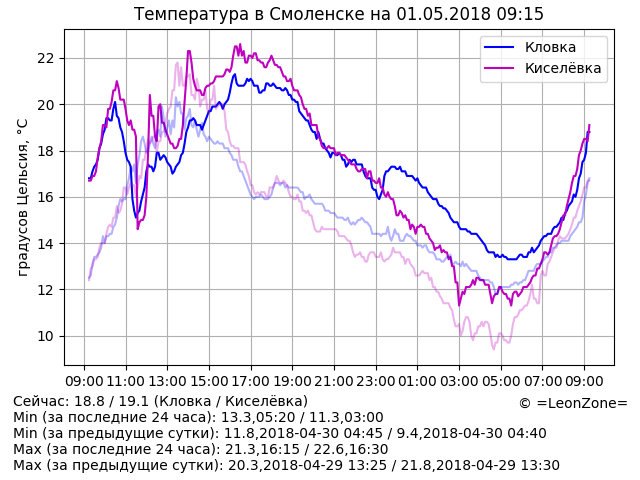 Температура в Смоленске на 01.05.2018 09:15
Кловка
Киселёвка
градусов Цельсия, °C
22
20
18
16
14
12
10
09:00 11:00 13:00 15:00 17:00 19:00 21:00 23:00 01:00 03:00 05:00 07:00 09:00
Сейчас: 18.8 / 19.1 (Кловка / Киселёвка)
© =LeonZone=
Min (за последние 24 часа): 13.3,05:20 / 11.3,03:00
Min (за предыдущие сутки): 11.8,2018-04-30 04:45 / 9.4,2018-04-30 04:40
Max (за последние 24 часа): 21.3,16:15 / 22.6,16:30
Max (за предыдущие сутки): 20.3,2018-04-29 13:25 / 21.8,2018-04-29 13:30